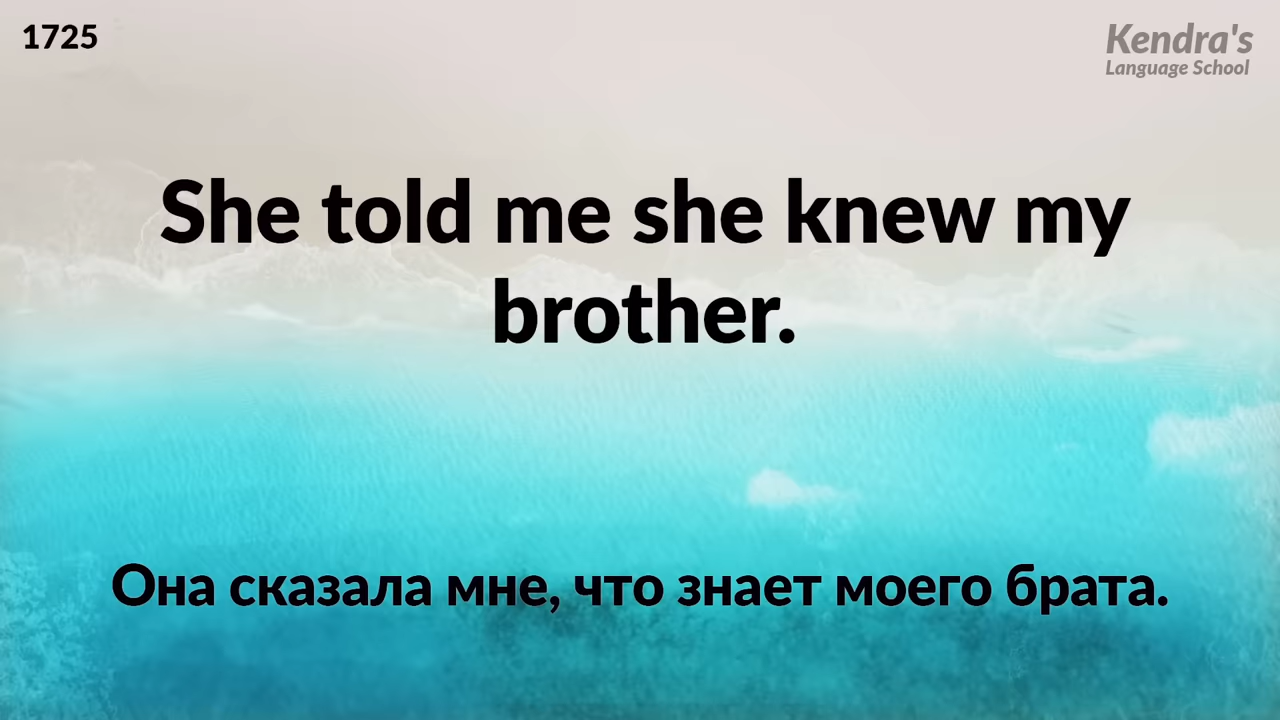 1725
Kendra's
Language School
She told me she knew my
brother.
Она сказала мне, что знает моего брата.